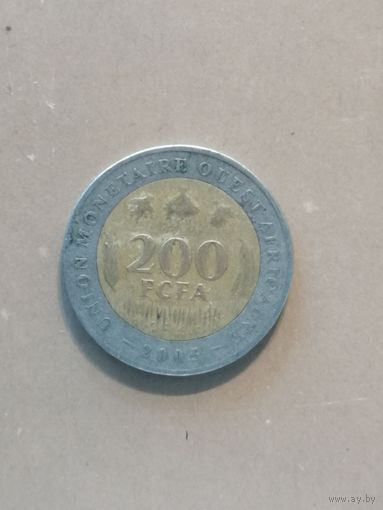 UNION MONETAIRE OUEST AFRICAINE
200
FCFA
— 2005 —
www.ay.by